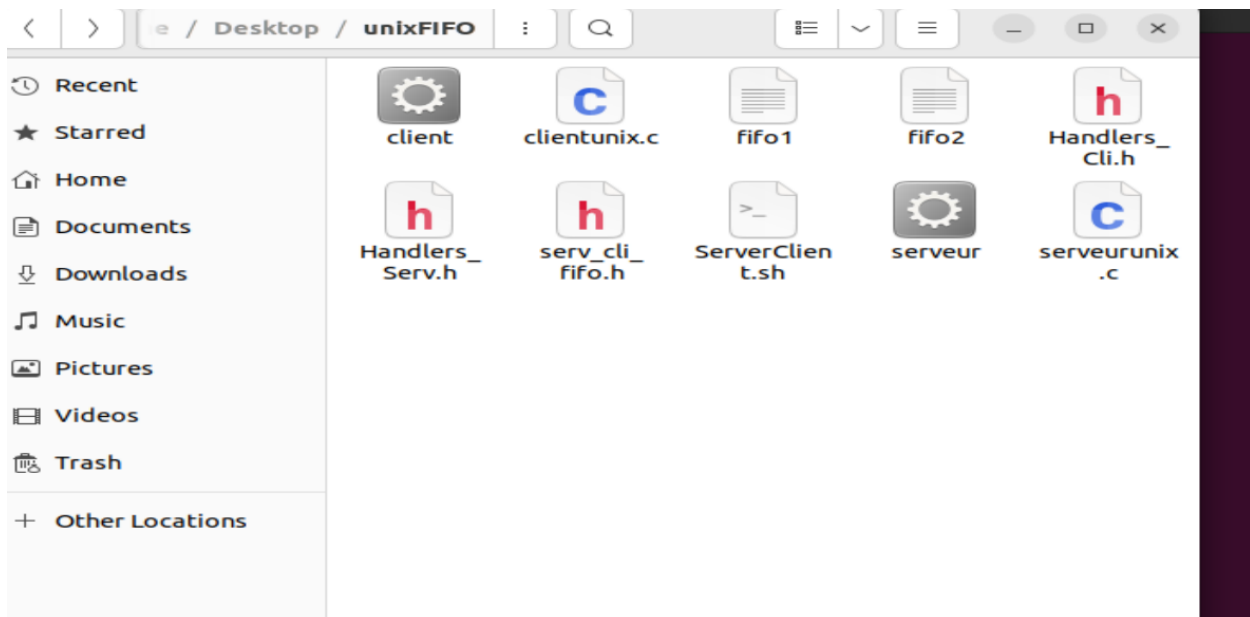 e / Desktop / unixFIFO
Recent
Starred
Home
Documents
Downloads
Music
Pictures
Videos
Trash
+ Other Locations
client
clientunix.c
fifo1
fifo2
Handlers_
Cli.h
Handlers_
Serv.h
serv_cli_
fifo.h
ServerClien
t.sh
serveur
serveurunix
.c